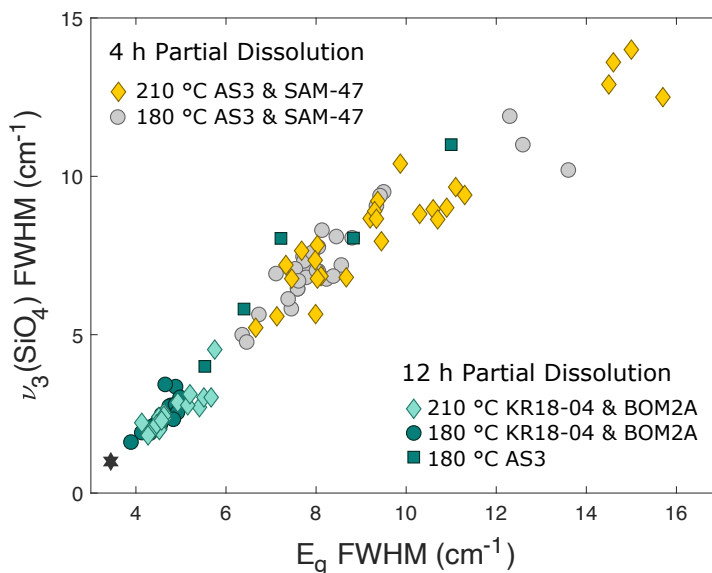 15
10
5
0
ν₃(SiO₄) FWHM (cm⁻¹)
4 h Partial Dissolution
210 °C AS3 & SAM-47
180 °C AS3 & SAM-47
12 h Partial Dissolution
210 °C KR18-04 & BOM2A
180 °C KR18-04 & BOM2A
180 °C AS3
4 6 8 10 12 14 16
E_g FWHM (cm⁻¹)